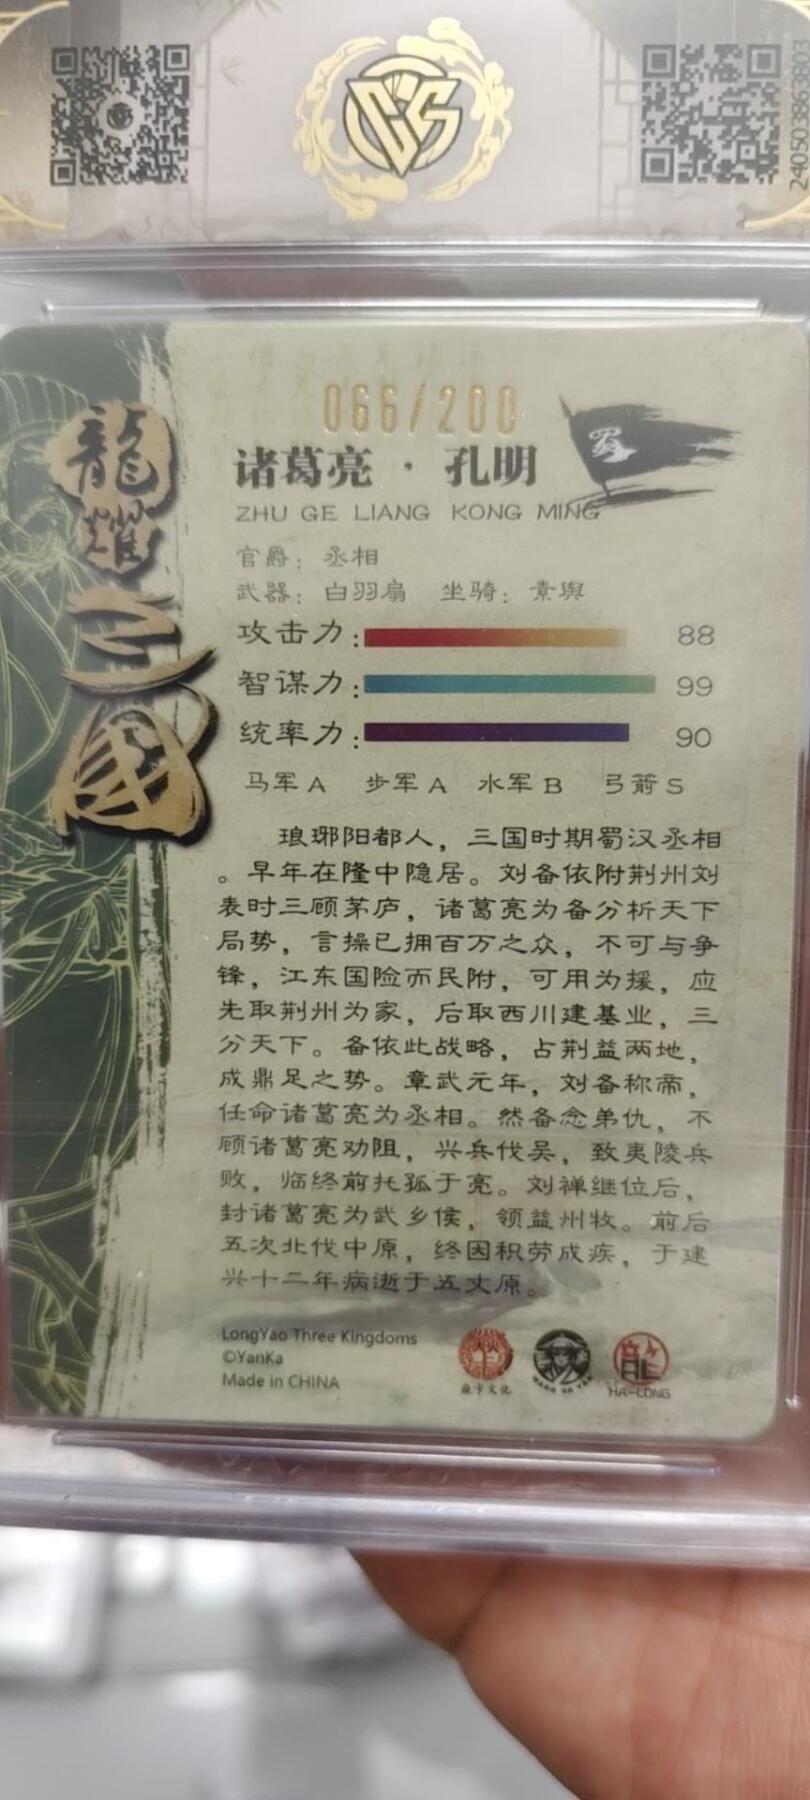 CCS
2405039863807
066/200
龍耀三國
蜀
诸葛亮 · 孔明
ZHU GE LIANG KONG MING
官爵：丞相
武器：白羽扇 坐骑：素舆
攻击力：88
智谋力：99
统率力：90
马军A 步军A 水军B 弓箭S
琅琊阳都人，三国时期蜀汉丞相
。早年在隆中隐居。刘备依附荆州刘
表时三顾茅庐，诸葛亮为备分析天下
局势，言操已拥百万之众，不可与争
锋，江东国险而民附，可用为援，应
先取荆州为家，后取西川建基业，三
分天下。备依此战略，占荆益两地，
成鼎足之势。章武元年，刘备称帝，
任命诸葛亮为丞相。然备念弟仇，不
顾诸葛亮劝阻，兴兵伐吴，致夷陵兵
败，临终前托孤于亮。刘禅继位后，
封诸葛亮为武乡侯，领益州牧。前后
五次北伐中原，终因积劳成疾，于建
兴十二年病逝于五丈原。
LongYao Three Kingdoms
©YanKa
Made in CHINA
HL
HA-LONG